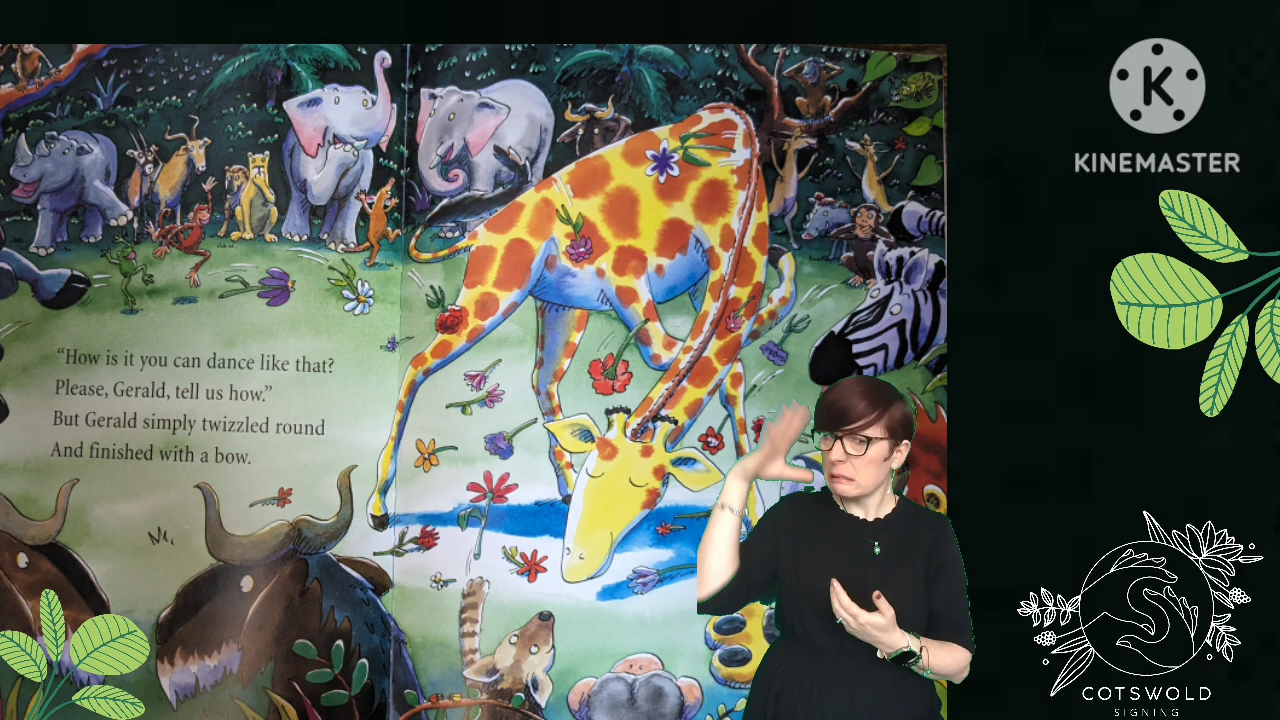 "How is it you can dance like that?
Please, Gerald, tell us how."
But Gerald simply twizzled round
And finished with a bow.
K
KINEMASTER
COTSWOLD
SIGNING